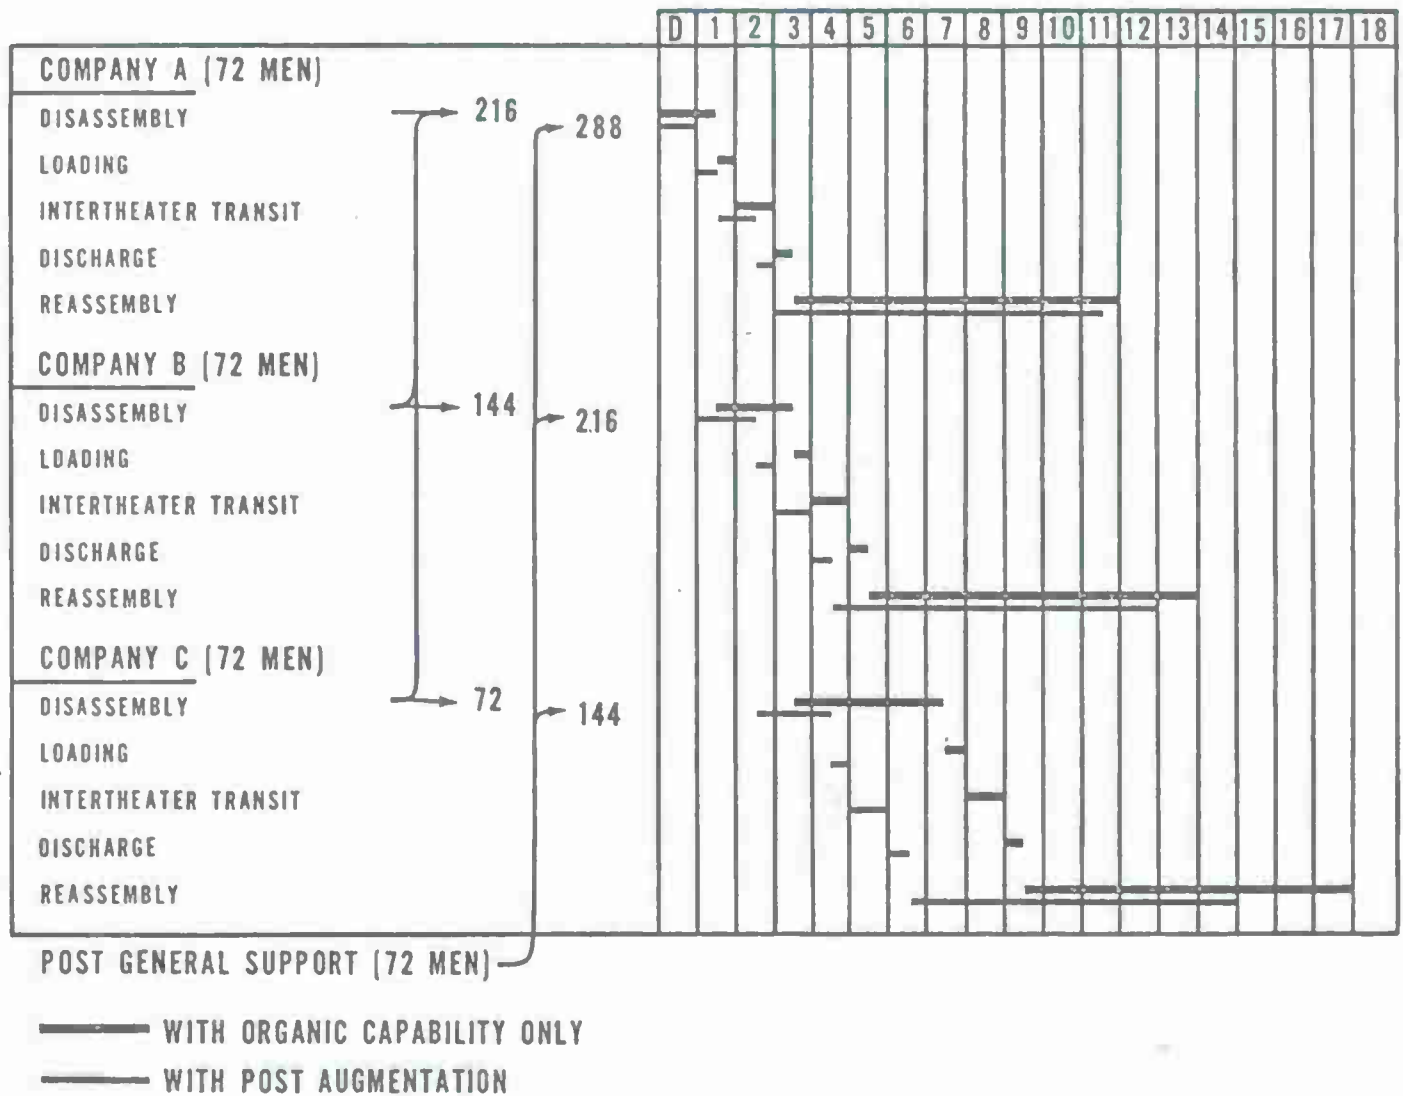 D 1 2 3 4 5 6 7 8 9 10 11 12 13 14 15 16 17 18
COMPANY A (72 MEN)
DISASSEMBLY 216 288
LOADING
INTERTHEATER TRANSIT
DISCHARGE
REASSEMBLY
COMPANY B (72 MEN)
DISASSEMBLY 144 216
LOADING
INTERTHEATER TRANSIT
DISCHARGE
REASSEMBLY
COMPANY C (72 MEN)
DISASSEMBLY 72 144
LOADING
INTERTHEATER TRANSIT
DISCHARGE
REASSEMBLY
POST GENERAL SUPPORT (72 MEN)
WITH ORGANIC CAPABILITY ONLY
WITH POST AUGMENTATION